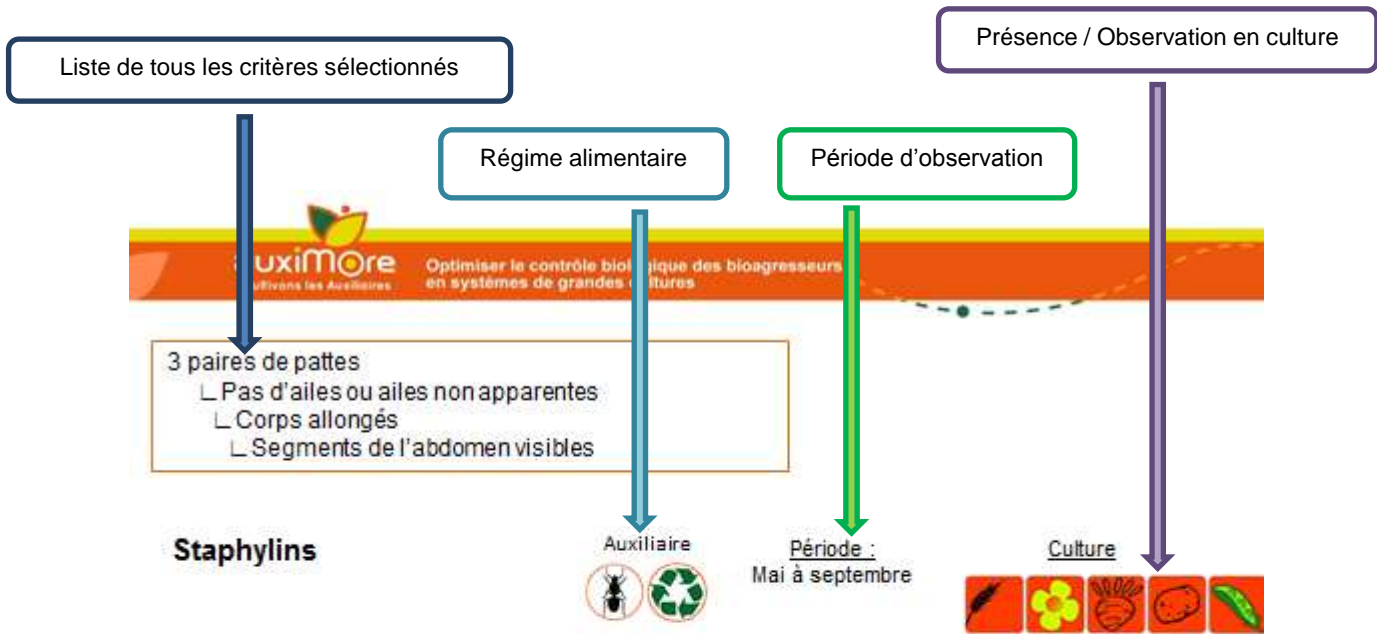 Présence / Observation en culture
Liste de tous les critères sélectionnés
Régime alimentaire
Période d'observation
auxiMore
Cultivons les Auxiliaires
Optimiser le contrôle biologique des bioagresseurs
en systèmes de grandes cultures
3 paires de pattes
∟Pas d'ailes ou ailes non apparentes
∟Corps allongés
∟Segments de l'abdomen visibles
Staphylins
Auxiliaire
Période :
Mai à septembre
Culture